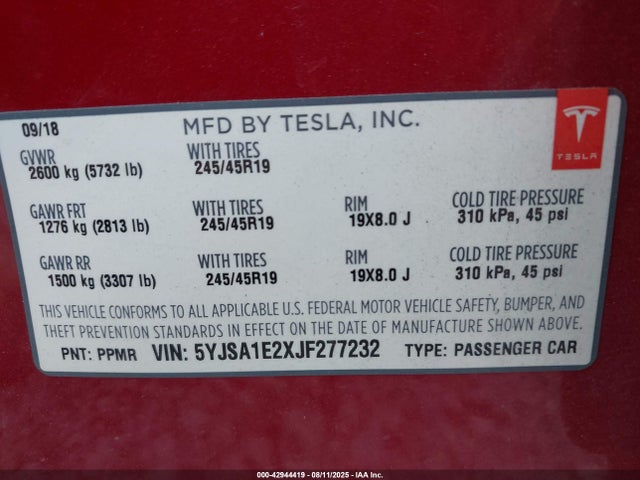 09/18 MFD BY TESLA, INC.
TESLA
GVWR WITH TIRES
2600 kg (5732 lb) 245/45R19
GAWR FRT WITH TIRES RIM COLD TIRE PRESSURE
1276 kg (2813 lb) 245/45R19 19X8.0 J 310 kPa, 45 psi
GAWR RR WITH TIRES RIM COLD TIRE PRESSURE
1500 kg (3307 lb) 245/45R19 19X8.0 J 310 kPa, 45 psi
THIS VEHICLE CONFORMS TO ALL APPLICABLE U.S. FEDERAL MOTOR VEHICLE SAFETY, BUMPER, AND
THEFT PREVENTION STANDARDS IN EFFECT ON THE DATE OF MANUFACTURE SHOWN ABOVE.
PNT: PPMR VIN: 5YJSA1E2XJF277232 TYPE: PASSENGER CAR
000-42944419 - 08/11/2025 - IAA Inc.